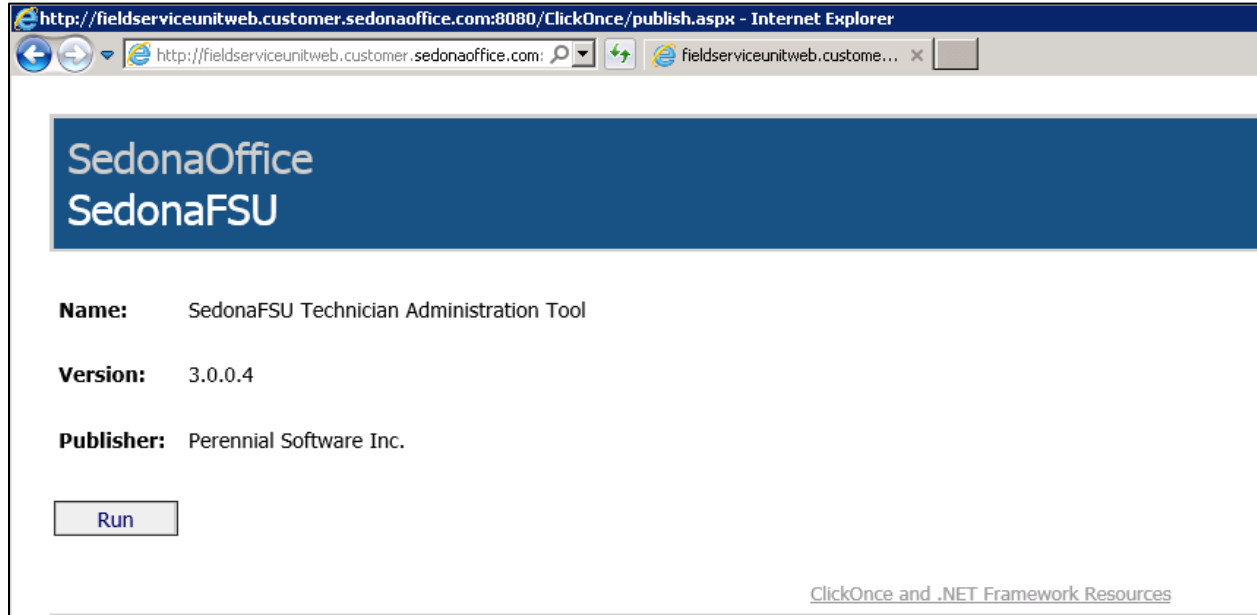 http://fieldserviceunitweb.customer.sedonaoffice.com:8080/ClickOnce/publish.aspx - Internet Explorer
http://fieldserviceunitweb.customer.sedonaoffice.com: fieldserviceunitweb.custome...
SedonaOffice
SedonaFSU
Name: SedonaFSU Technician Administration Tool
Version: 3.0.0.4
Publisher: Perennial Software Inc.
Run
ClickOnce and .NET Framework Resources